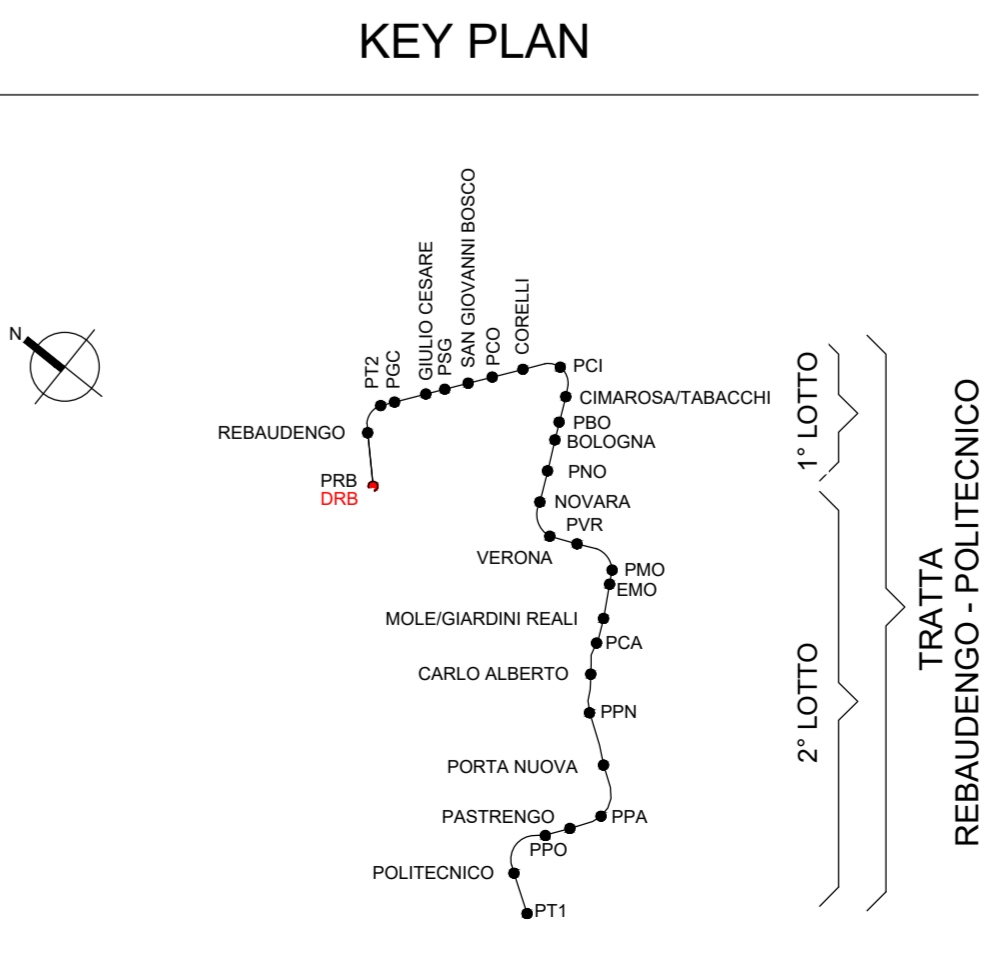 KEY PLAN
N
PT2
PGC
GIULIO CESARE
PSG
SAN GIOVANNI BOSCO
PCO
CORELLI
PCI
CIMAROSA/TABACCHI
REBAUDENGO
PBO
BOLOGNA
PRB
DRB
PNO
NOVARA
PVR
VERONA
PMO
EMO
MOLE/GIARDINI REALI
PCA
CARLO ALBERTO
PPN
PORTA NUOVA
PASTRENGO
PPA
PPO
POLITECNICO
PT1
1° LOTTO
2° LOTTO
TRATTA
REBAUDENGO - POLITECNICO